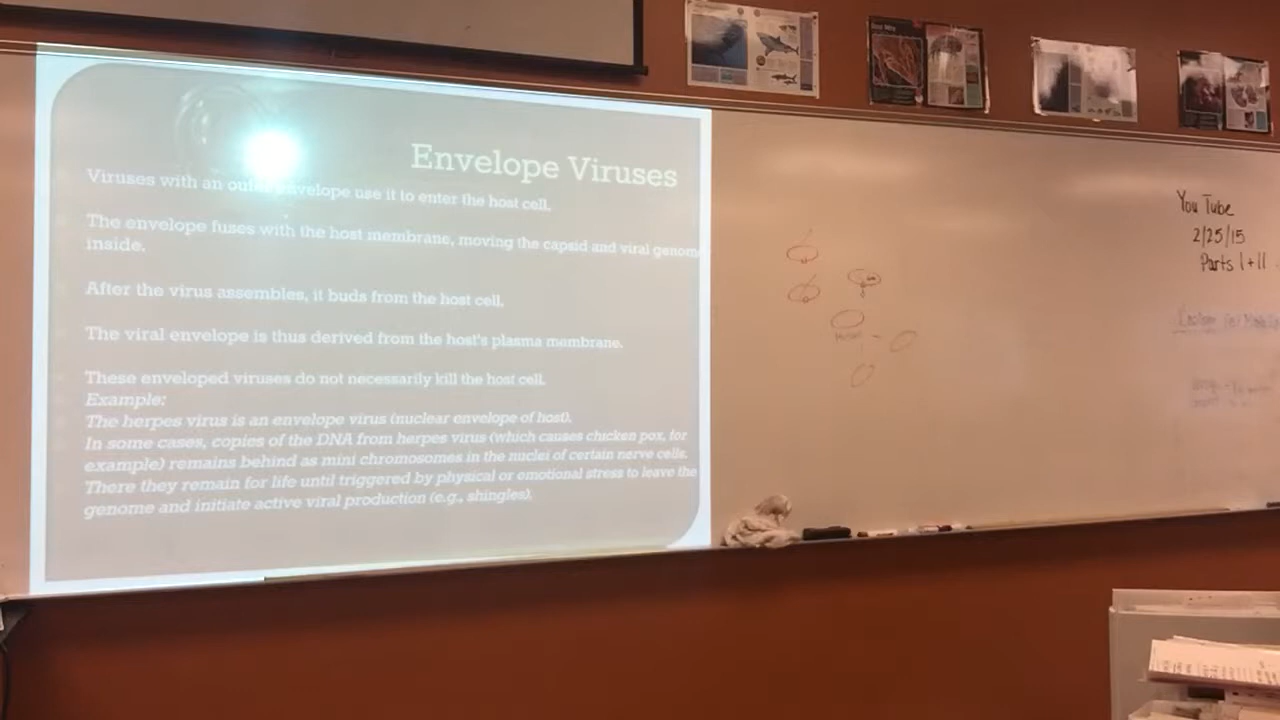 Envelope Viruses
Viruses with an outer envelope use it to enter the host cell.
The envelope fuses with the host membrane, moving the capsid and viral genom
inside.
After the virus assembles, it buds from the host cell.
The viral envelope is thus derived from the host's plasma membrane.
These enveloped viruses do not necessarily kill the host cell.
Example:
The herpes virus is an envelope virus (nuclear envelope of host).
In some cases, copies of the DNA from herpes virus (which causes chicken pox, for
example) remains behind as mini chromosomes in the nuclei of certain nerve cells.
There they remain for life until triggered by physical or emotional stress to leave the
genome and initiate active viral production (e.g., shingles).
You Tube
2/25/15
Parts I + II